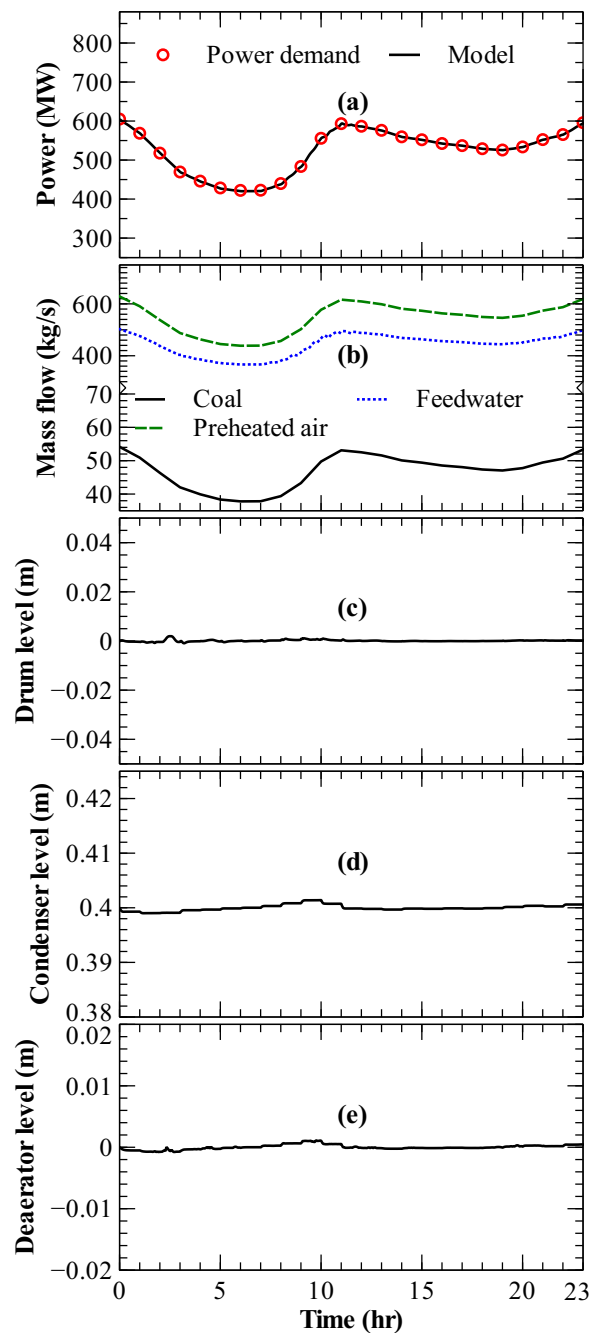 800
700
600
500
400
300
Power (MW)
Power demand
Model
(a)
600
400
70
60
50
40
Mass flow (kg/s)
(b)
Coal
Feedwater
Preheated air
0.04
0.02
0
−0.02
−0.04
Drum level (m)
(c)
0.42
0.41
0.4
0.39
0.38
Condenser level (m)
(d)
0.02
0.01
0
−0.01
−0.02
Deaerator level (m)
(e)
0 5 10 15 20 23
Time (hr)